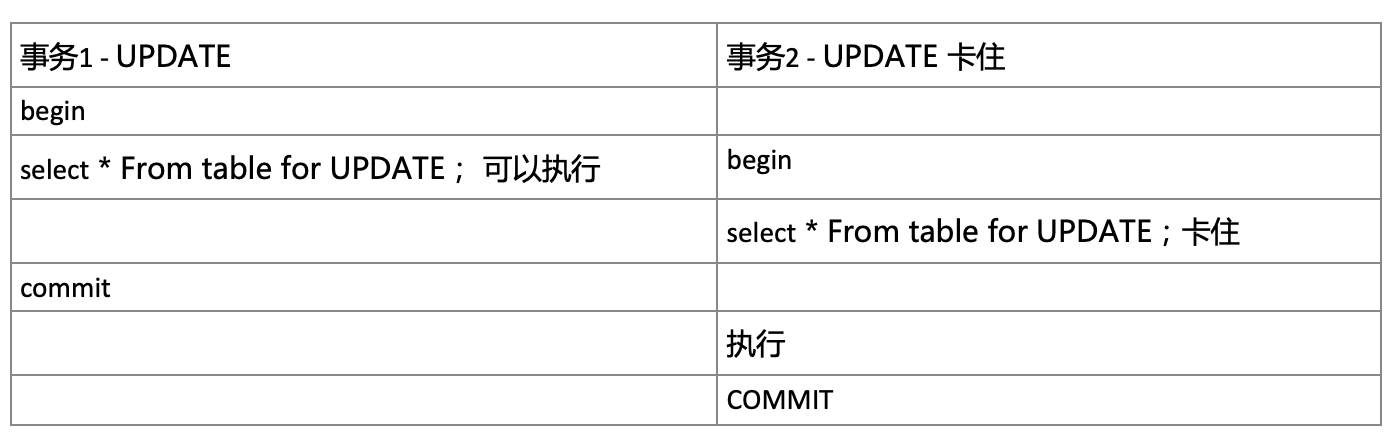 事务1 - UPDATE
事务2 - UPDATE 卡住
begin
select * From table for UPDATE； 可以执行
begin
select * From table for UPDATE；卡住
commit
执行
COMMIT